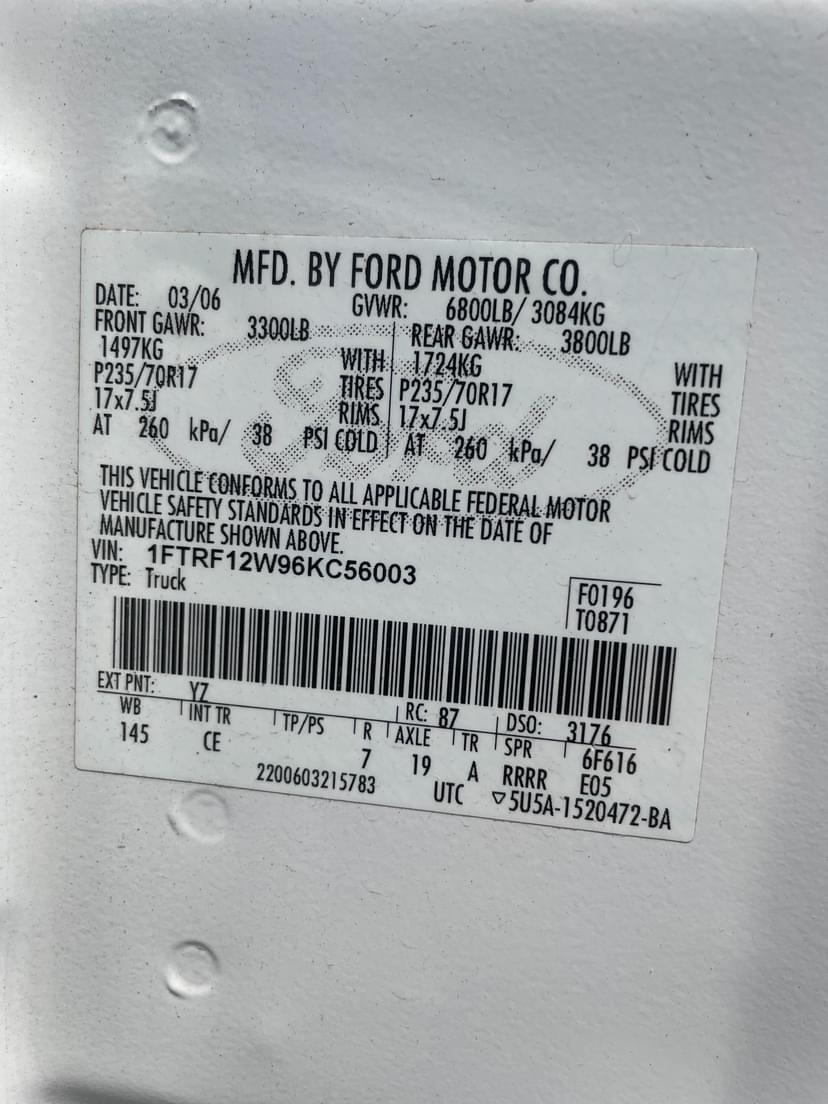 MFD. BY FORD MOTOR CO.
DATE: 03/06 GVWR: 6800LB/ 3084KG
FRONT GAWR: 3300LB REAR GAWR: 3800LB
1497KG WITH 1724KG WITH
P235/70R17 TIRES P235/70R17 TIRES
17x7.5J RIMS 17x7.5J RIMS
AT 260 kPa/ 38 PSI COLD AT 260 kPa/ 38 PSI COLD
THIS VEHICLE CONFORMS TO ALL APPLICABLE FEDERAL MOTOR
VEHICLE SAFETY STANDARDS IN EFFECT ON THE DATE OF
MANUFACTURE SHOWN ABOVE.
VIN: 1FTRF12W96KC56003
TYPE: Truck
F0196
T0871
EXT PNT: YZ RC: 87 DSO: 3176
WB INT TR TP/PS R AXLE TR SPR 6F616
145 CE 7 19 A RRRR E05
2200603215783 UTC ▽5U5A-1520472-BA